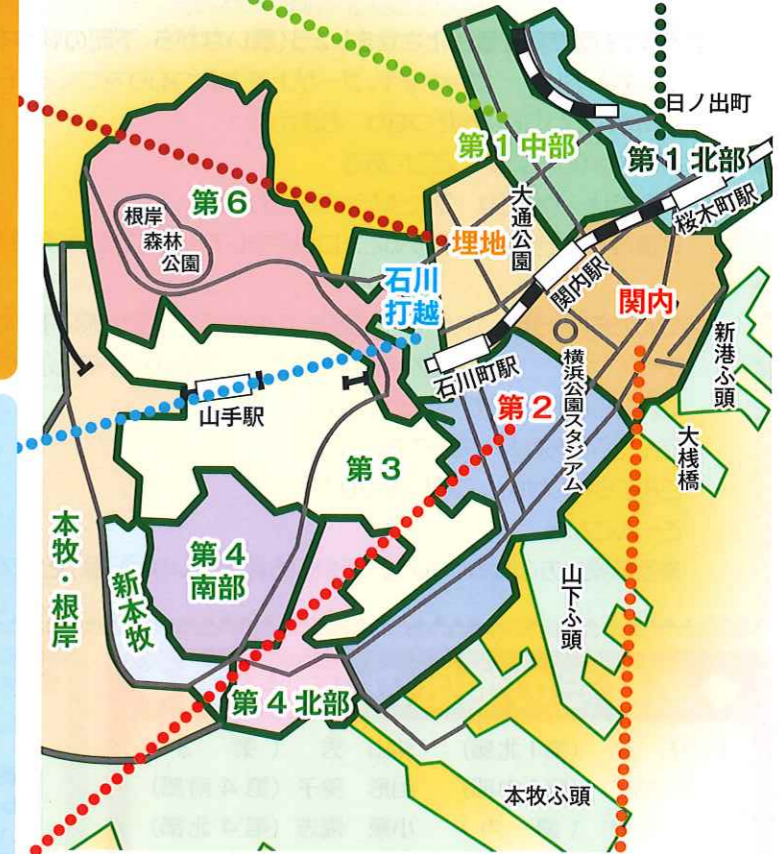 日ノ出町
第1中部
第1北部
桜木町駅
第6
根岸
森林
公園
大通公園
埋地
関内駅
関内
石川
打越
新港ふ頭
石川町駅
横浜公園スタジアム
山手駅
第2
大桟橋
第3
本牧・根岸
新本牧
第4
南部
山下ふ頭
第4北部
本牧ふ頭